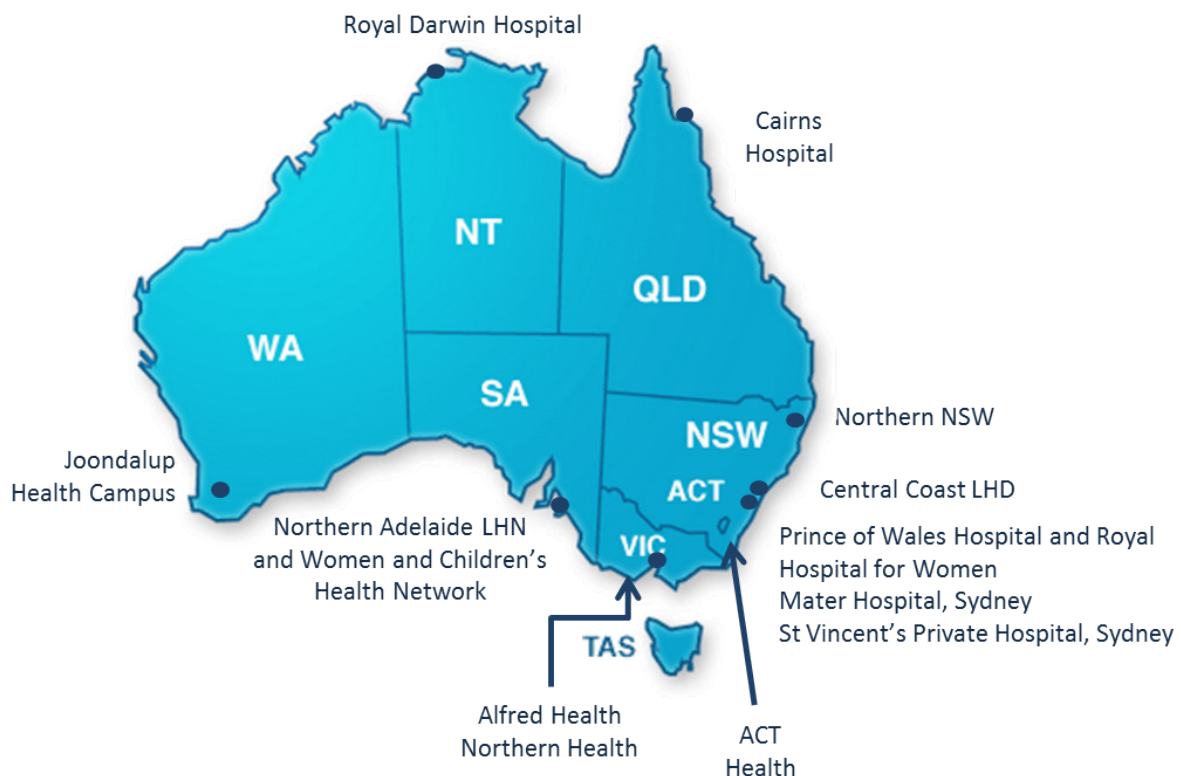 Royal Darwin Hospital
Cairns
Hospital
NT
QLD
WA
SA
NSW
Northern NSW
Joondalup
Health Campus
ACT
Central Coast LHD
Northern Adelaide LHN
and Women and Children’s
Health Network
VIC
Prince of Wales Hospital and Royal
Hospital for Women
Mater Hospital, Sydney
St Vincent’s Private Hospital, Sydney
TAS
Alfred Health
Northern Health
ACT
Health